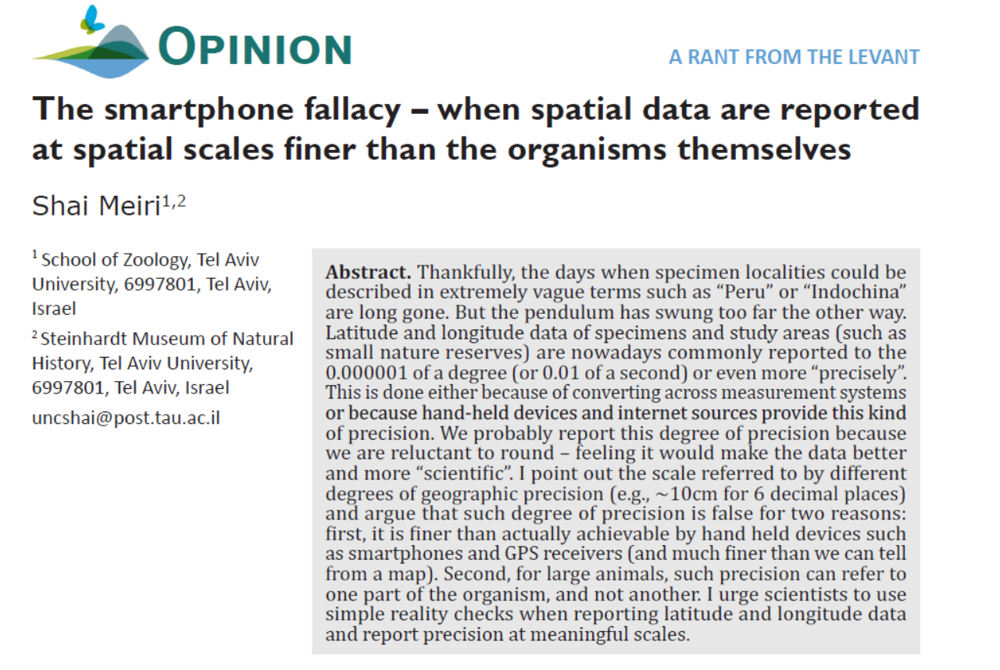 OPINION
A RANT FROM THE LEVANT
The smartphone fallacy – when spatial data are reported
at spatial scales finer than the organisms themselves
Shai Meiri1,2
1 School of Zoology, Tel Aviv
University, 6997801, Tel Aviv,
Israel
2 Steinhardt Museum of Natural
History, Tel Aviv University,
6997801, Tel Aviv, Israel
uncshai@post.tau.ac.il
Abstract. Thankfully, the days when specimen localities could be
described in extremely vague terms such as “Peru” or “Indochina”
are long gone. But the pendulum has swung too far the other way.
Latitude and longitude data of specimens and study areas (such as
small nature reserves) are nowadays commonly reported to the
0.000001 of a degree (or 0.01 of a second) or even more “precisely”.
This is done either because of converting across measurement systems
or because hand-held devices and internet sources provide this kind
of precision. We probably report this degree of precision because
we are reluctant to round – feeling it would make the data better
and more “scientific”. I point out the scale referred to by different
degrees of geographic precision (e.g., ~10cm for 6 decimal places)
and argue that such degree of precision is false for two reasons:
first, it is finer than actually achievable by hand held devices such
as smartphones and GPS receivers (and much finer than we can tell
from a map). Second, for large animals, such precision can refer to
one part of the organism, and not another. I urge scientists to use
simple reality checks when reporting latitude and longitude data
and report precision at meaningful scales.